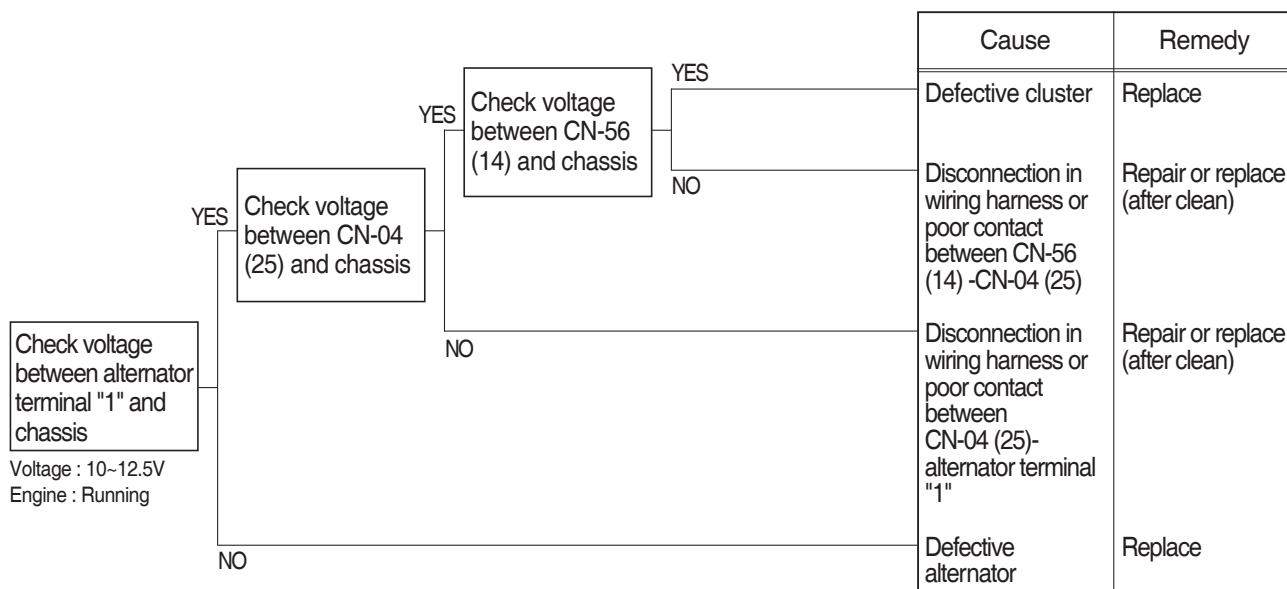 Cause
Remedy
YES
Defective cluster
Replace
YES
Check voltage
between CN-56
(14) and chassis
NO
Disconnection in
wiring harness or
poor contact
between CN-56
(14) -CN-04 (25)
Repair or replace
(after clean)
YES
Check voltage
between CN-04
(25) and chassis
NO
Disconnection in
wiring harness or
poor contact
between
CN-04 (25)-
alternator terminal
"1"
Repair or replace
(after clean)
Check voltage
between alternator
terminal "1" and
chassis
Voltage : 10~12.5V
Engine : Running
NO
Defective
alternator
Replace